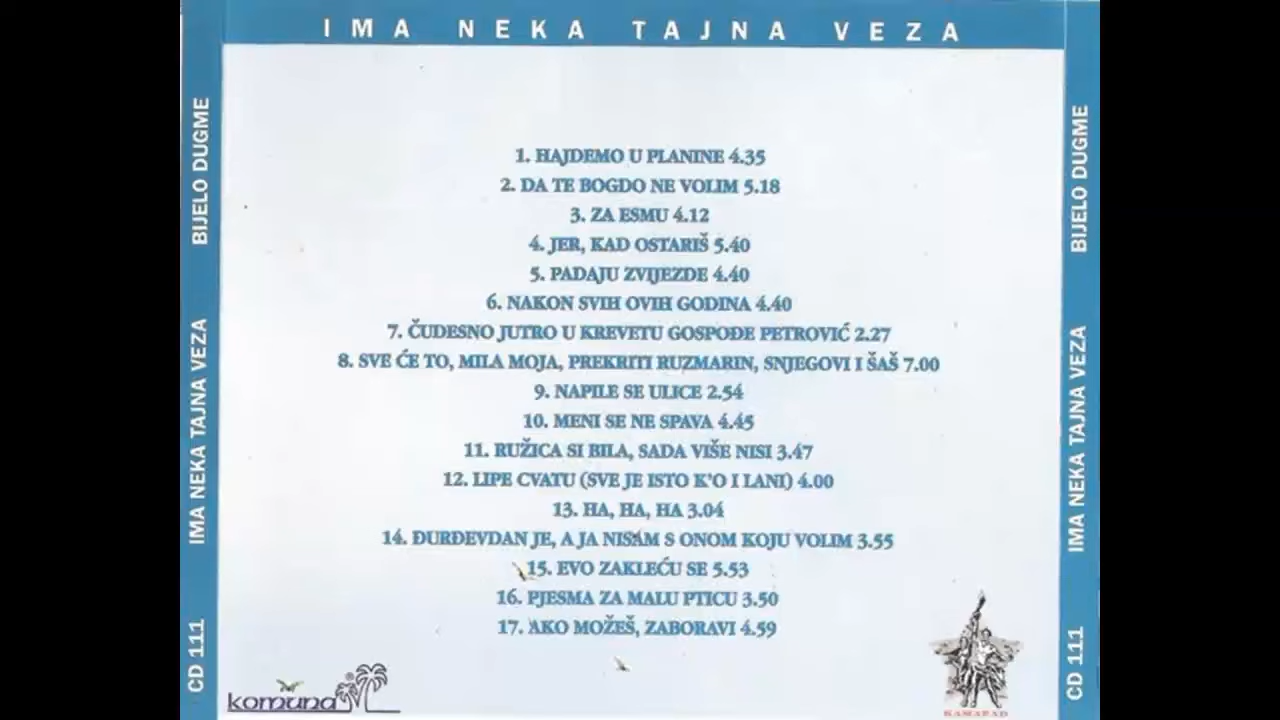 IMA NEKA TAJNA VEZA
BIJELO DUGME
IMA NEKA TAJNA VEZA
CD 111
1. HAJDEMO U PLANINE 4.35
2. DA TE BOGDO NE VOLIM 5.18
3. ZA ESMU 4.12
4. JER, KAD OSTARIŠ 5.40
5. PADAJU ZVIJEZDE 4.40
6. NAKON SVIH OVIH GODINA 4.40
7. ČUDESNO JUTRO U KREVETU GOSPOĐE PETROVIĆ 2.27
8. SVE ĆE TO, MILA MOJA, PREKRITI RUZMARIN, SNJEGOVI I ŠAŠ 7.00
9. NAPILE SE ULICE 2.54
10. MENI SE NE SPAVA 4.45
11. RUŽICA SI BILA, SADA VIŠE NISI 3.47
12. LIPE CVATU (SVE JE ISTO K'O I LANI) 4.00
13. HA, HA, HA 3.04
14. ĐURĐEVDAN JE, A JA NISAM S ONOM KOJU VOLIM 3.55
15. EVO ZAKLEĆU SE 5.53
16. PJESMA ZA MALU PTICU 3.50
17. AKO MOŽEŠ, ZABORAVI 4.59
komuna
KAMARAD
BIJELO DUGME
IMA NEKA TAJNA VEZA
CD 111